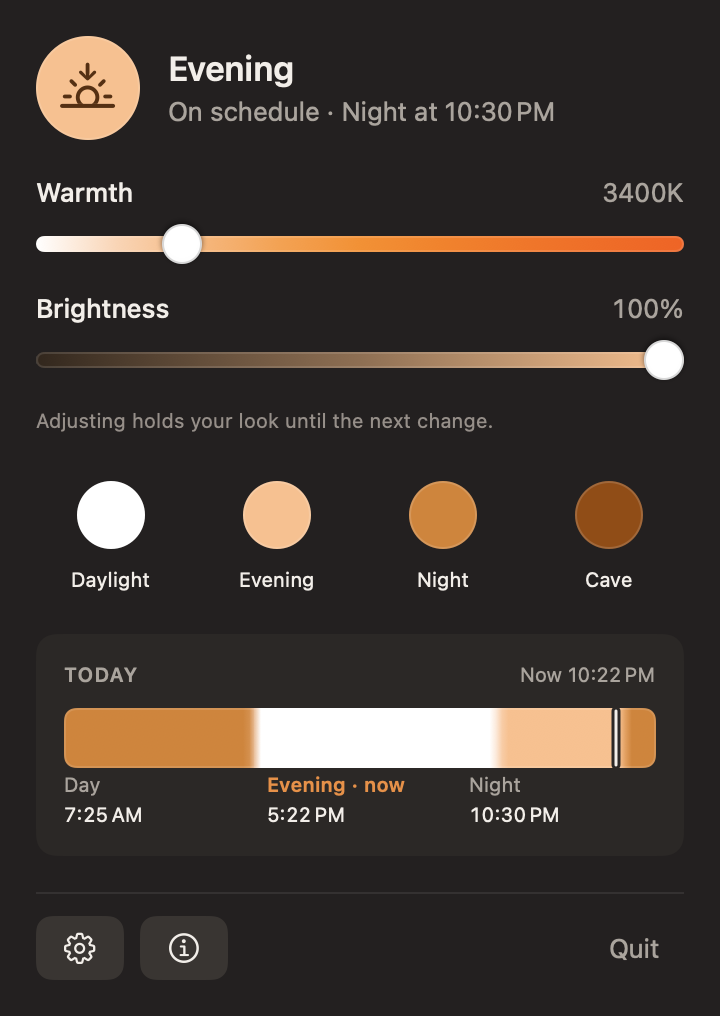 Evening
On schedule · Night at 10:30 PM
Warmth 3400K
Brightness 100%
Adjusting holds your look until the next change.
Daylight Evening Night Cave
TODAY Now 10:22 PM
Day Evening · now Night
7:25 AM 5:22 PM 10:30 PM
Quit